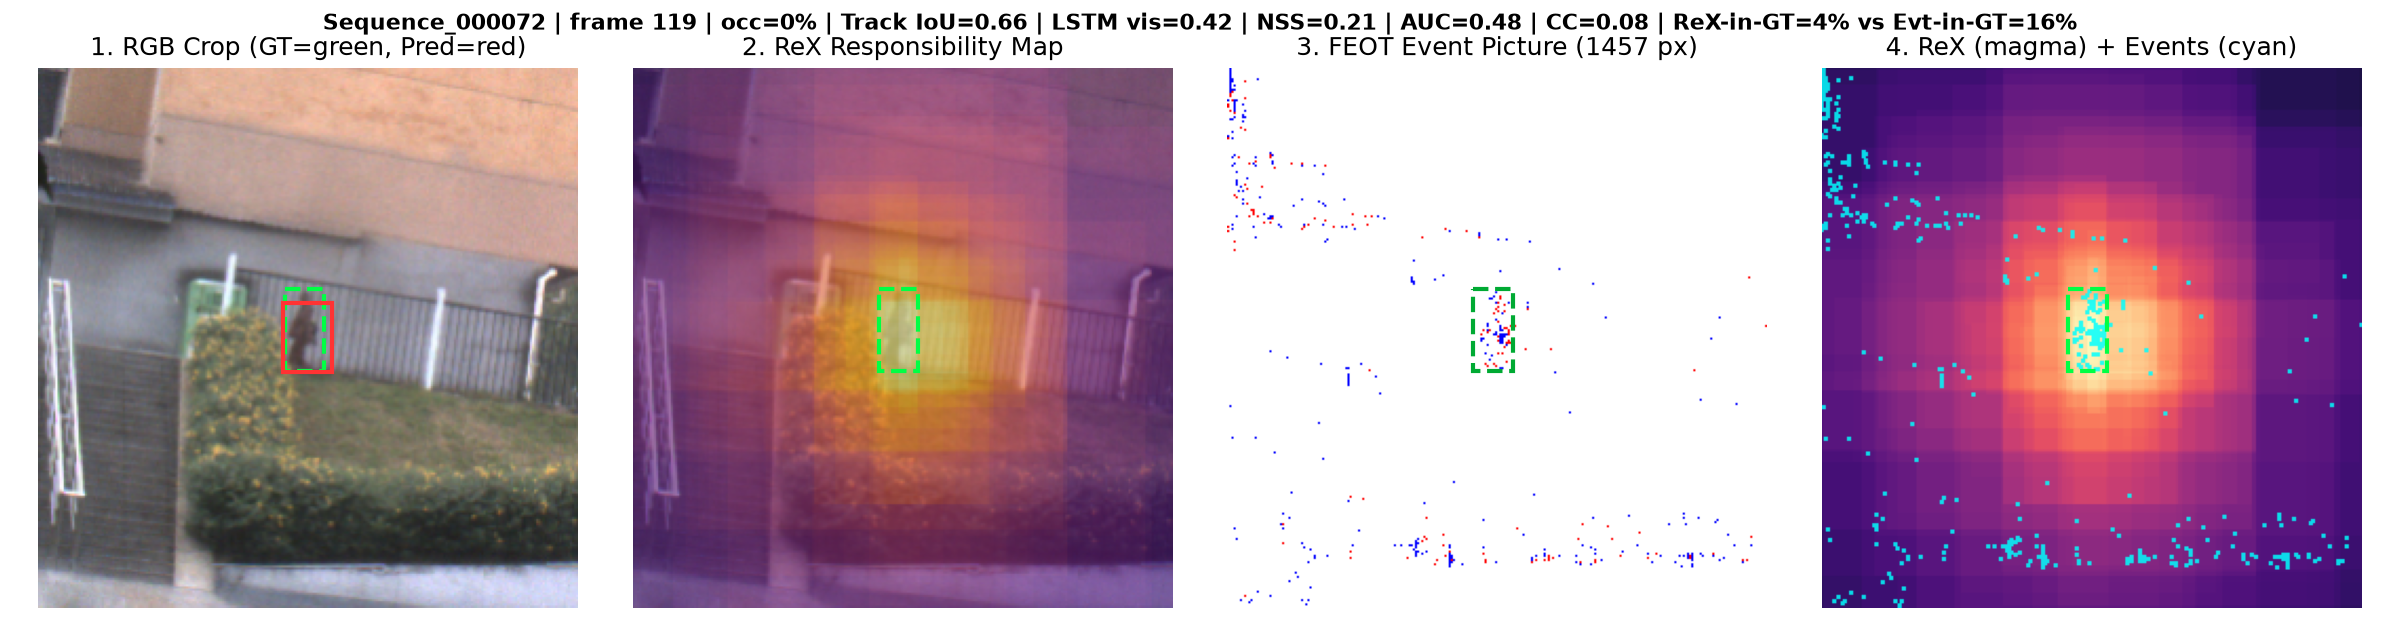 Sequence_000072 | frame 119 | occ=0% | Track IoU=0.66 | LSTM vis=0.42 | NSS=0.21 | AUC=0.48 | CC=0.08 | ReX-in-GT=4% vs Evt-in-GT=16%
1. RGB Crop (GT=green, Pred=red)
2. ReX Responsibility Map
3. FEOT Event Picture (1457 px)
4. ReX (magma) + Events (cyan)